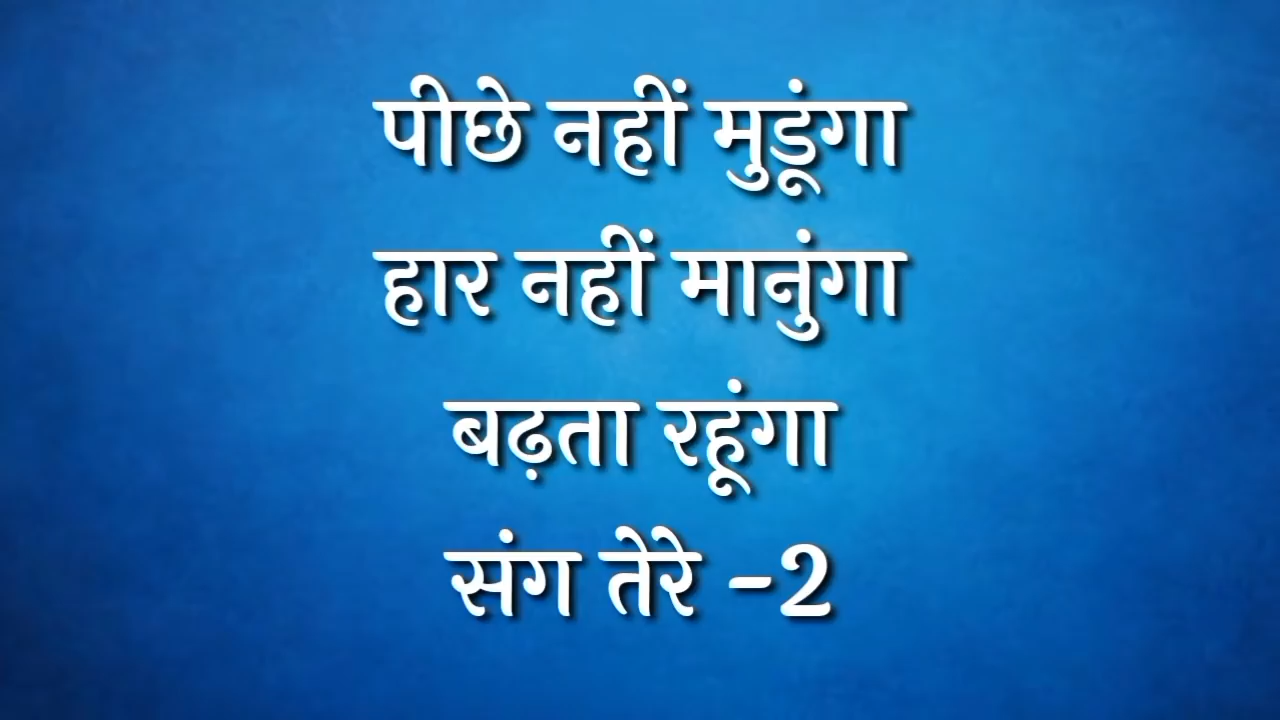 पीछे नहीं मुडूंगा
हार नहीं मानुंगा
बढ़ता रहूंगा
संग तेरे -2